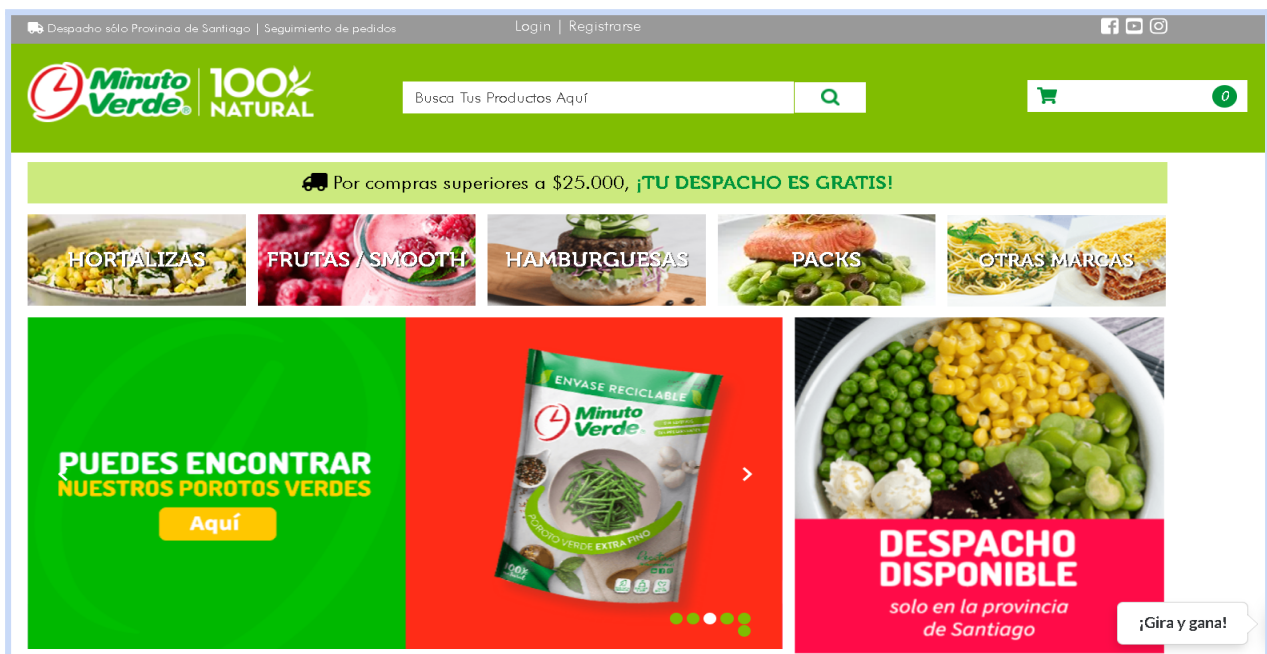 Despacho sólo Provincia de Santiago | Seguimiento de pedidos
Login | Registrarse
Minuto
Verde®
100%
NATURAL
Busca Tus Productos Aquí
0
Por compras superiores a $25.000, ¡TU DESPACHO ES GRATIS!
HORTALIZAS
FRUTAS / SMOOTH
HAMBURGUESAS
PACKS
OTRAS MARCAS
PUEDES ENCONTRAR
NUESTROS POROTOS VERDES
Aquí
ENVASE RECICLABLE
Minuto
Verde
POROTO VERDE EXTRA FINO
100%
natural
DESPACHO
DISPONIBLE
solo en la provincia
de Santiago
¡Gira y gana!